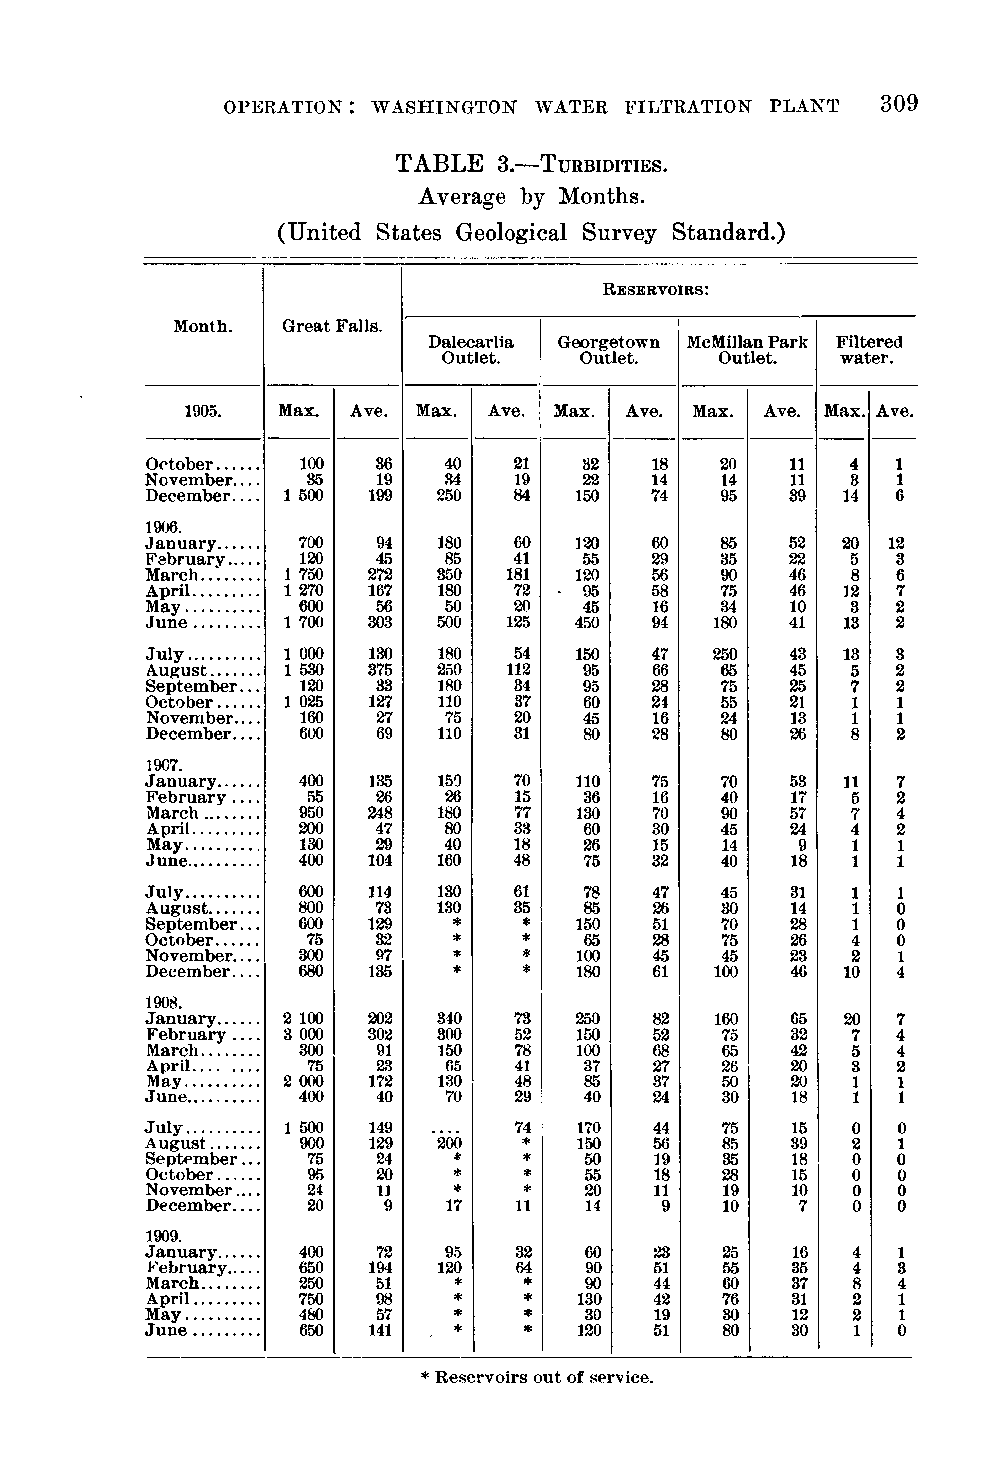 OPERATION: WASHINGTON WATER FILTRATION PLANT 309
TABLE 3.—TURBIDITIES.
Average by Months.
(United States Geological Survey Standard.)
RESERVOIRS:
Month. Great Falls.
Dalecarlia Georgetown McMillan Park Filtered
Outlet. Outlet. Outlet. water.
1905. Max. Ave. Max. Ave. Max. Ave. Max. Ave. Max. Ave.
October...... 100 36 40 21 32 18 20 11 4 1
November.... 35 19 34 19 22 14 14 11 3 1
December.... 1 500 199 250 84 150 74 95 39 14 6
1906.
January...... 700 94 180 60 120 60 85 52 20 12
February..... 120 45 85 41 55 29 35 22 5 3
March........ 1 750 272 350 181 120 56 90 46 8 6
April......... 1 270 167 180 72 95 58 75 46 12 7
May.......... 600 56 50 20 45 16 34 10 3 2
June ......... 1 700 303 500 125 450 94 180 41 13 2
July.......... 1 000 130 180 54 150 47 250 43 13 3
August....... 1 530 375 250 112 95 66 65 45 5 2
September... 120 33 180 34 95 28 75 25 7 2
October...... 1 025 127 110 37 60 24 55 21 1 1
November.... 160 27 75 20 45 16 24 13 1 1
December.... 600 69 110 31 80 28 80 26 8 2
1907.
January...... 400 135 150 70 110 75 70 53 11 7
February .... 55 26 26 15 36 16 40 17 5 2
March ........ 950 248 180 77 130 70 90 57 7 4
April......... 200 47 80 33 60 30 45 24 4 2
May.......... 130 29 40 18 26 15 14 9 1 1
June.......... 400 104 160 48 75 32 40 18 1 1
July.......... 600 114 130 61 78 47 45 31 1 1
August....... 800 73 130 35 85 26 30 14 1 0
September... 600 129 * * 150 51 70 28 1 0
October...... 75 32 * * 65 28 75 26 4 0
November.... 300 97 * * 100 45 45 23 2 1
December.... 680 135 * * 180 61 100 46 10 4
1908.
January...... 2 100 202 340 73 250 82 160 65 20 7
February .... 3 000 302 300 52 150 52 75 32 7 4
March........ 300 91 150 78 100 68 65 42 5 4
April.... .... 75 23 65 41 37 27 26 20 3 2
May.......... 2 000 172 130 48 85 37 50 20 1 1
June.......... 400 40 70 29 40 24 30 18 1 1
July.......... 1 500 149 .... 74 170 44 75 15 0 0
August....... 900 129 200 * 150 56 85 39 2 1
September... 75 24 * * 50 19 35 18 0 0
October...... 95 20 * * 55 18 28 15 0 0
November.... 24 11 * * 20 11 19 10 0 0
December.... 20 9 17 11 14 9 10 7 0 0
1909.
January...... 400 72 95 32 60 23 25 16 4 1
February..... 650 194 120 64 90 51 55 35 4 3
March........ 250 51 * * 90 44 60 37 8 4
April......... 750 98 * * 130 42 76 31 2 1
May.......... 480 57 * * 30 19 30 12 2 1
June ......... 650 141 * * 120 51 80 30 1 0
* Reservoirs out of service.